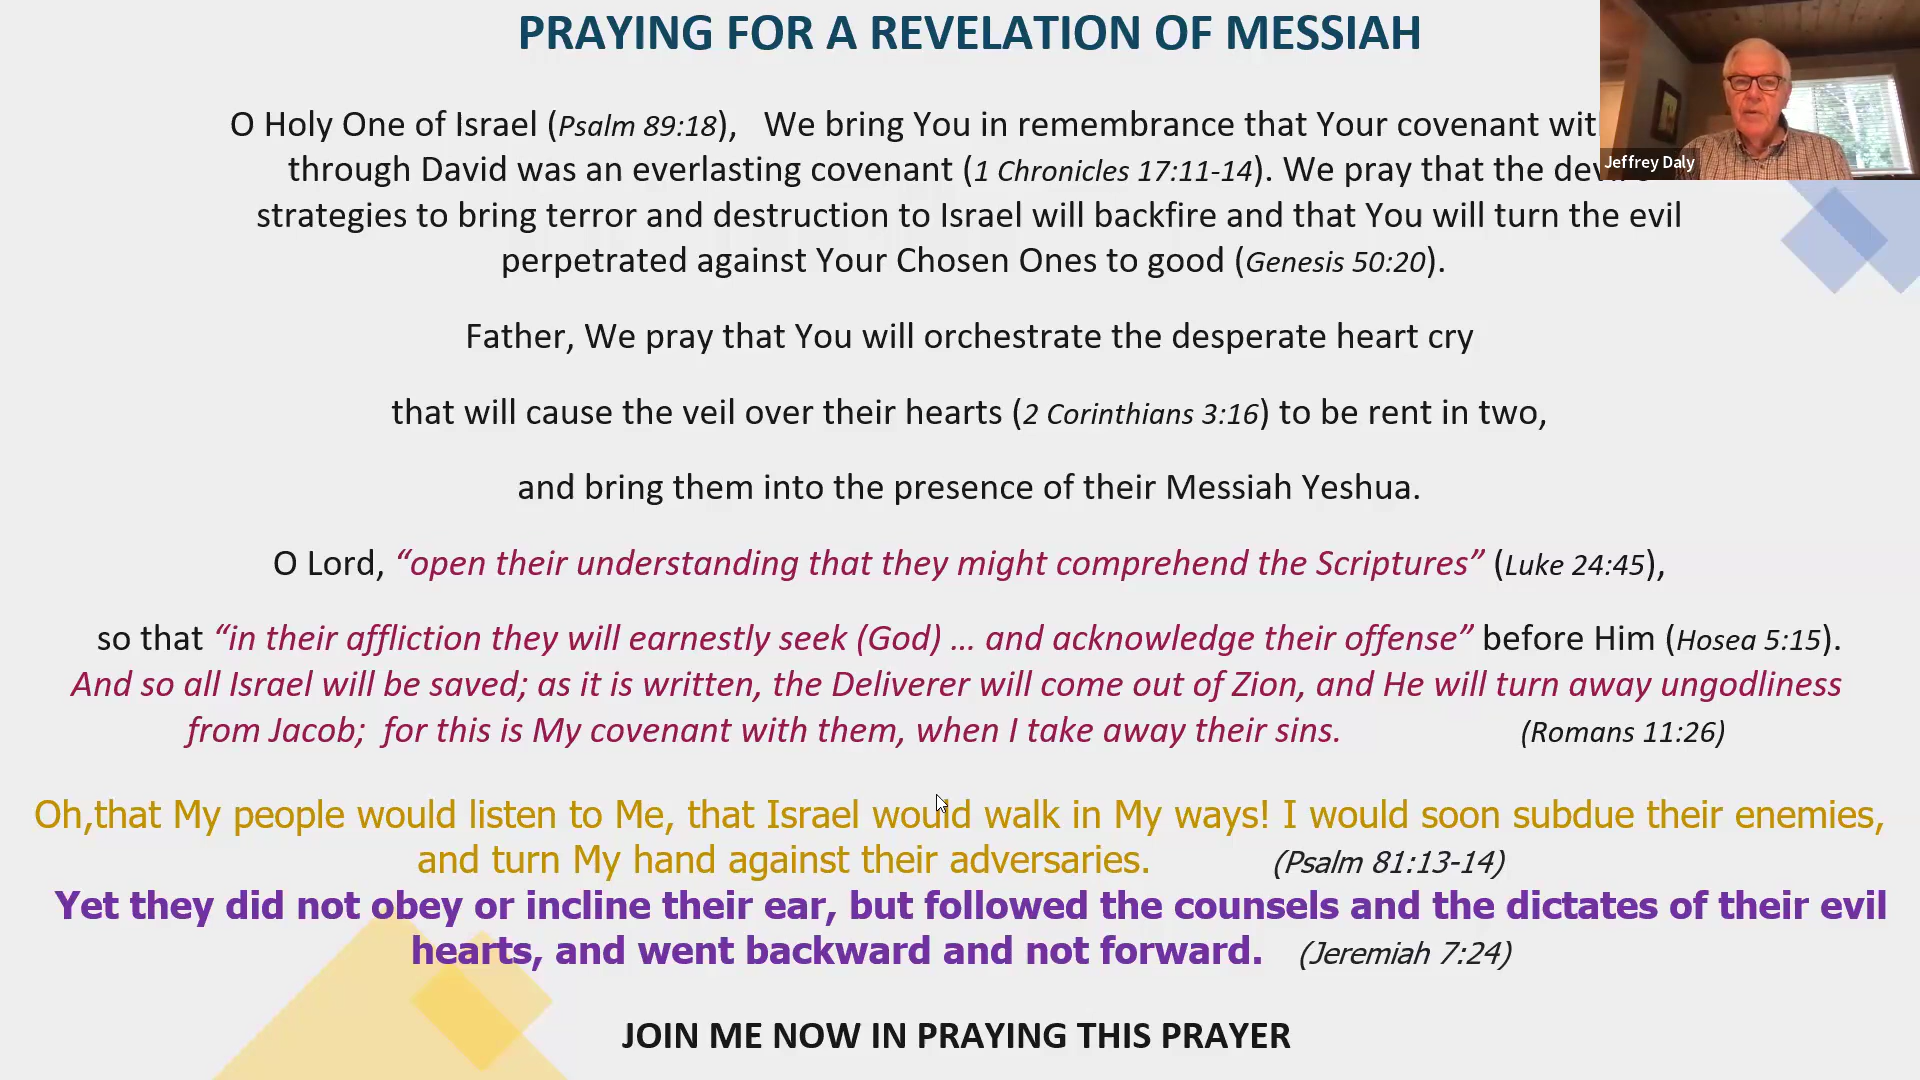 PRAYING FOR A REVELATION OF MESSIAH
O Holy One of Israel (Psalm 89:18), We bring You in remembrance that Your covenant
through David was an everlasting covenant (1 Chronicles 17:11-14). We pray that the
strategies to bring terror and destruction to Israel will backfire and that You will turn the evil
perpetrated against Your Chosen Ones to good (Genesis 50:20).
Jeffrey Daly
Father, We pray that You will orchestrate the desperate heart cry
that will cause the veil over their hearts (2 Corinthians 3:16) to be rent in two,
and bring them into the presence of their Messiah Yeshua.
O Lord, “open their understanding that they might comprehend the Scriptures” (Luke 24:45),
so that “in their affliction they will earnestly seek (God) ... and acknowledge their offense” before Him (Hosea 5:15).
And so all Israel will be saved; as it is written, the Deliverer will come out of Zion, and He will turn away ungodliness
from Jacob; for this is My covenant with them, when I take away their sins. (Romans 11:26)
Oh,that My people would listen to Me, that Israel would walk in My ways! I would soon subdue their enemies,
and turn My hand against their adversaries. (Psalm 81:13-14)
Yet they did not obey or incline their ear, but followed the counsels and the dictates of their evil
hearts, and went backward and not forward. (Jeremiah 7:24)
JOIN ME NOW IN PRAYING THIS PRAYER